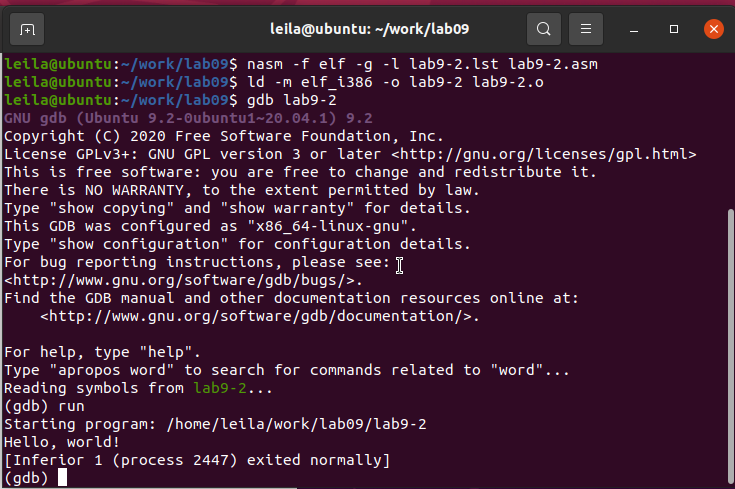 leila@ubuntu: ~/work/lab09
leila@ubuntu:~/work/lab09$ nasm -f elf -g -l lab9-2.lst lab9-2.asm
leila@ubuntu:~/work/lab09$ ld -m elf_i386 -o lab9-2 lab9-2.o
leila@ubuntu:~/work/lab09$ gdb lab9-2
GNU gdb (Ubuntu 9.2-0ubuntu1~20.04.1) 9.2
Copyright (C) 2020 Free Software Foundation, Inc.
License GPLv3+: GNU GPL version 3 or later <http://gnu.org/licenses/gpl.html>
This is free software: you are free to change and redistribute it.
There is NO WARRANTY, to the extent permitted by law.
Type "show copying" and "show warranty" for details.
This GDB was configured as "x86_64-linux-gnu".
Type "show configuration" for configuration details.
For bug reporting instructions, please see:
<http://www.gnu.org/software/gdb/bugs/>.
Find the GDB manual and other documentation resources online at:
    <http://www.gnu.org/software/gdb/documentation/>.

For help, type "help".
Type "apropos word" to search for commands related to "word"...
Reading symbols from lab9-2...
(gdb) run
Starting program: /home/leila/work/lab09/lab9-2
Hello, world!
[Inferior 1 (process 2447) exited normally]
(gdb)